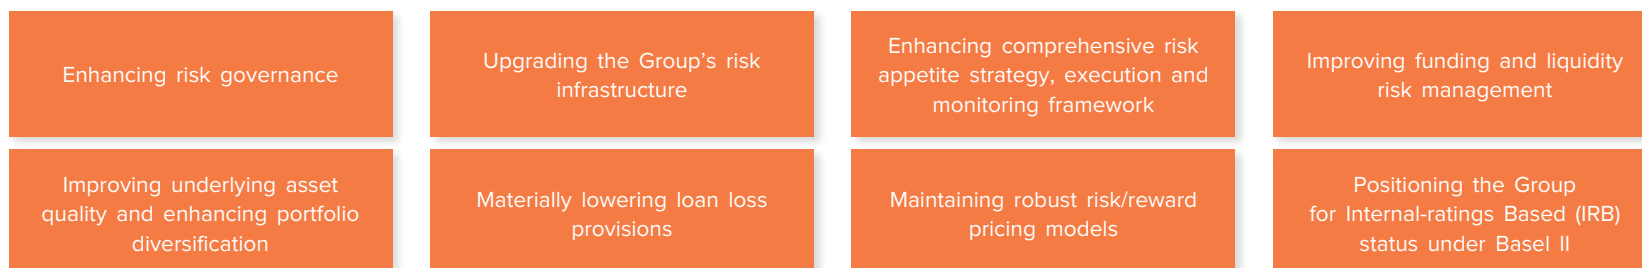 Enhancing risk governance
Upgrading the Group’s risk
infrastructure
Enhancing comprehensive risk
appetite strategy, execution and
monitoring framework
Improving funding and liquidity
risk management
Improving underlying asset
quality and enhancing portfolio
diversification
Materially lowering loan loss
provisions
Maintaining robust risk/reward
pricing models
Positioning the Group
for Internal-ratings Based (IRB)
status under Basel II